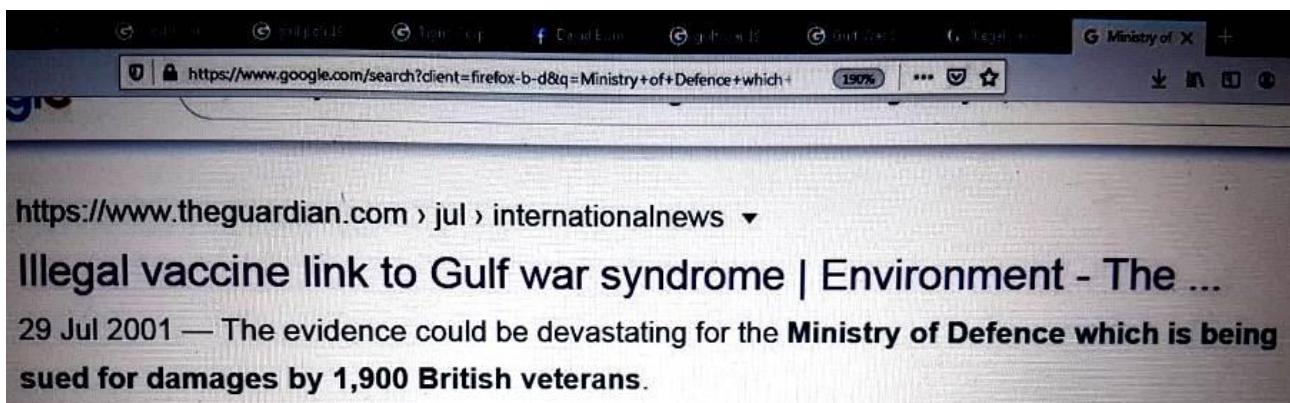 Ministry of
https://www.google.com/search?client=firefox-b-d&q=Ministry+of+Defence+which+
190%
https://www.theguardian.com › jul › internationalnews
Illegal vaccine link to Gulf war syndrome | Environment - The ...
29 Jul 2001 — The evidence could be devastating for the Ministry of Defence which is being
sued for damages by 1,900 British veterans.